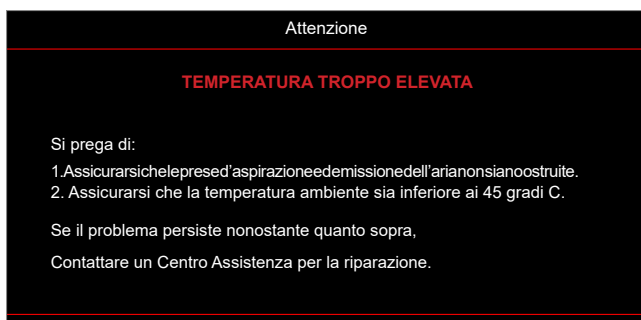 Attenzione
TEMPERATURA TROPPO ELEVATA
Si prega di:
1.Assicurarsichelepresed’aspirazioneedemissionedell’arianonsianoostruite.
2. Assicurarsi che la temperatura ambiente sia inferiore ai 45 gradi C.
Se il problema persiste nonostante quanto sopra,
Contattare un Centro Assistenza per la riparazione.